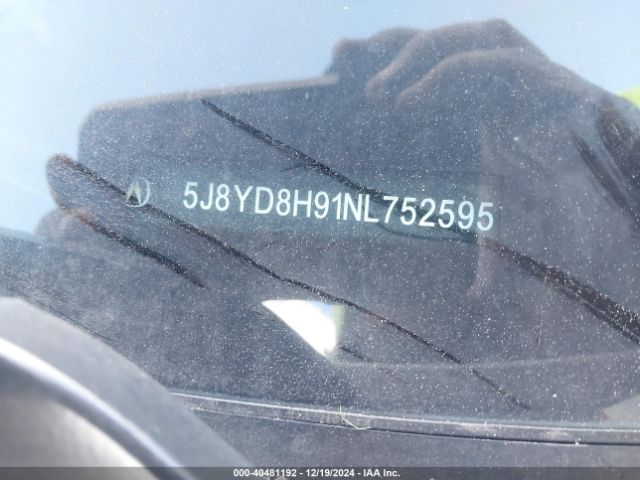 5J8YD8H91NL752595
000-40481192 • 12/19/2024 - IAA Inc.